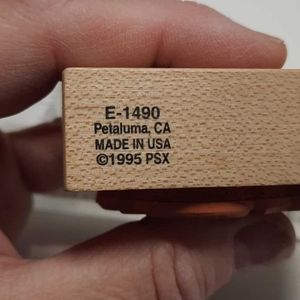 E-1490
Petaluma, CA
MADE IN USA
©1995 PSX